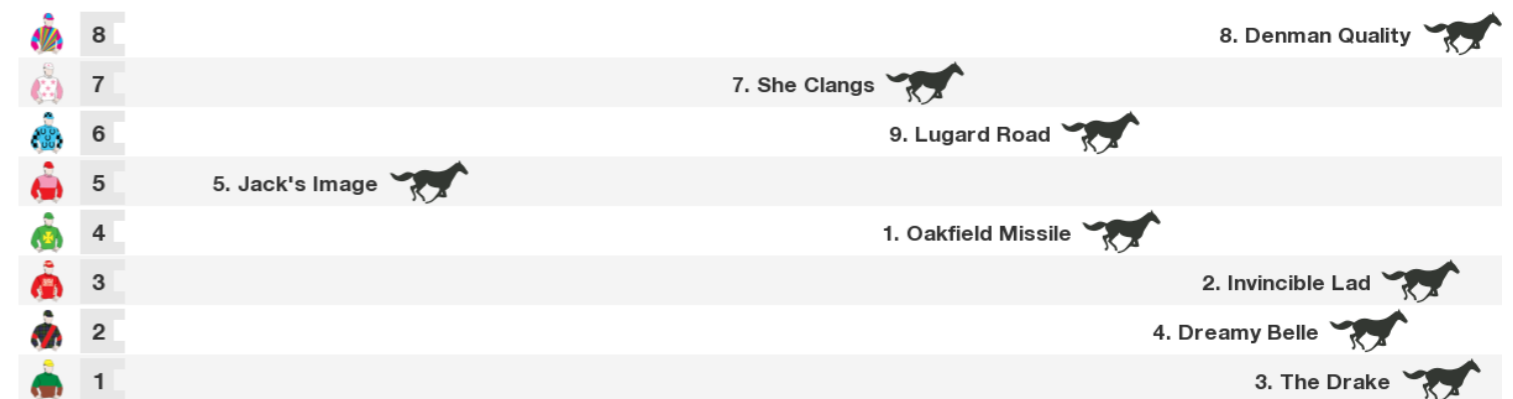 8 8. Denman Quality
7 7. She Clangs
6 9. Lugard Road
5 5. Jack's Image
4 1. Oakfield Missile
3 2. Invincible Lad
2 4. Dreamy Belle
1 3. The Drake